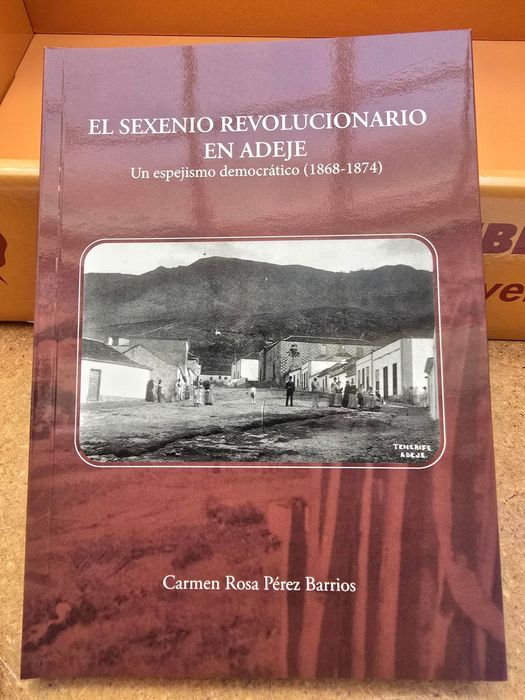 EL SEXENIO REVOLUCIONARIO
EN ADEJE
Un espejismo democrático (1868-1874)
TENERIFE
ADEJE.
Carmen Rosa Pérez Barrios